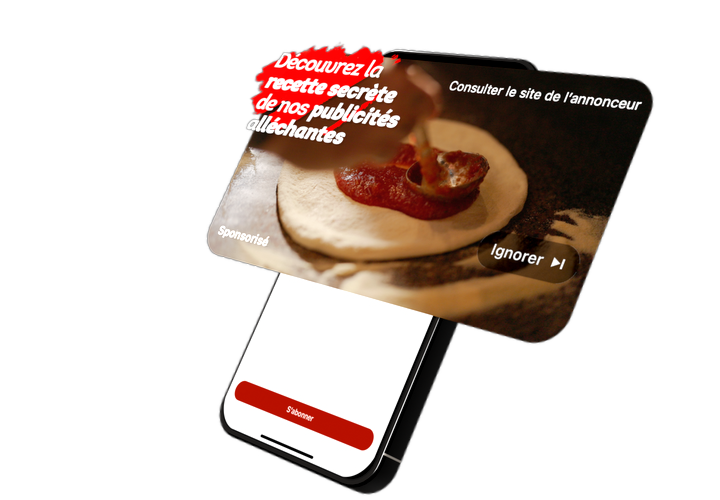 Découvrez la
recette secrète
de nos publicités
alléchantes
Consulter le site de l'annonceur
Sponsorisé
Ignorer
S'abonner